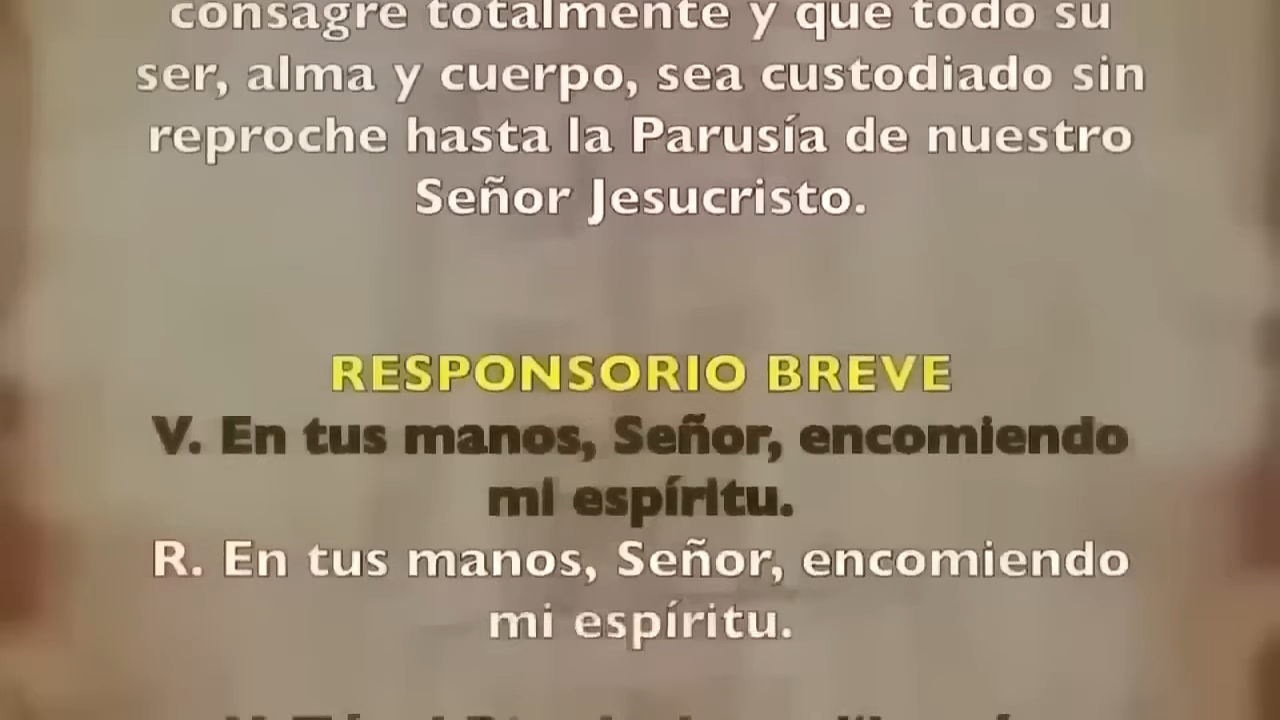 consagre totalmente y que todo su
ser, alma y cuerpo, sea custodiado sin
reproche hasta la Parusía de nuestro
Señor Jesucristo.
RESPONSORIO BREVE
V. En tus manos, Señor, encomiendo
mi espíritu.
R. En tus manos, Señor, encomiendo
mi espíritu.